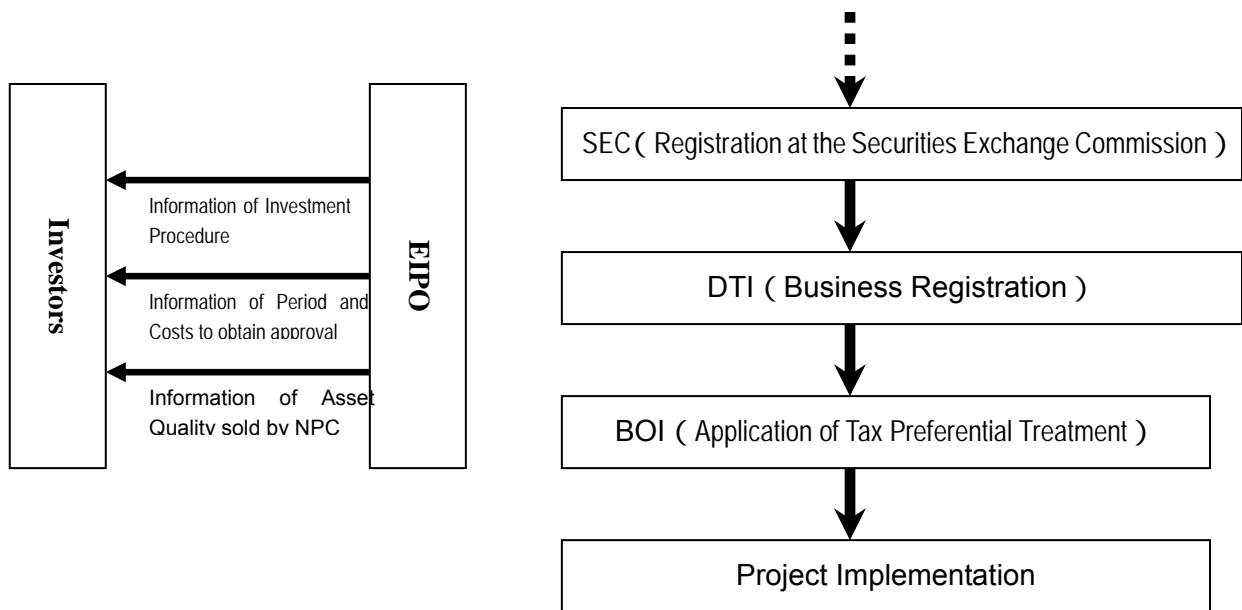 Investors
Information of Investment
Procedure
Information of Period and
Costs to obtain approval
Information of Asset
Quality sold by NPC
EIPO
SEC ( Registration at the Securities Exchange Commission )
DTI ( Business Registration )
BOI ( Application of Tax Preferential Treatment )
Project Implementation